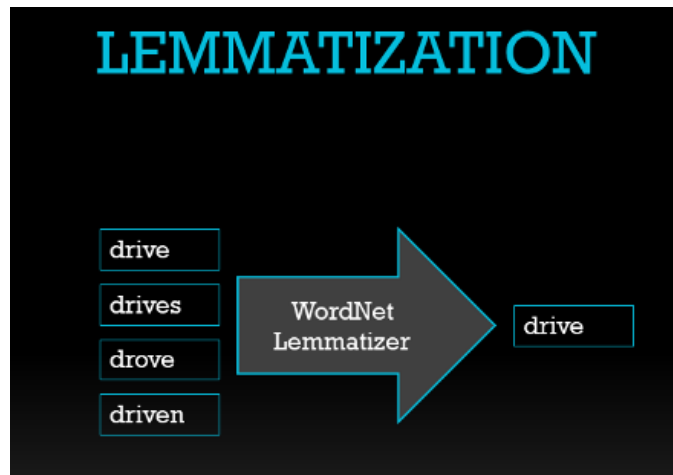 LEMMATIZATION
drive
drives
drove
driven
WordNet
Lemmatizer
drive